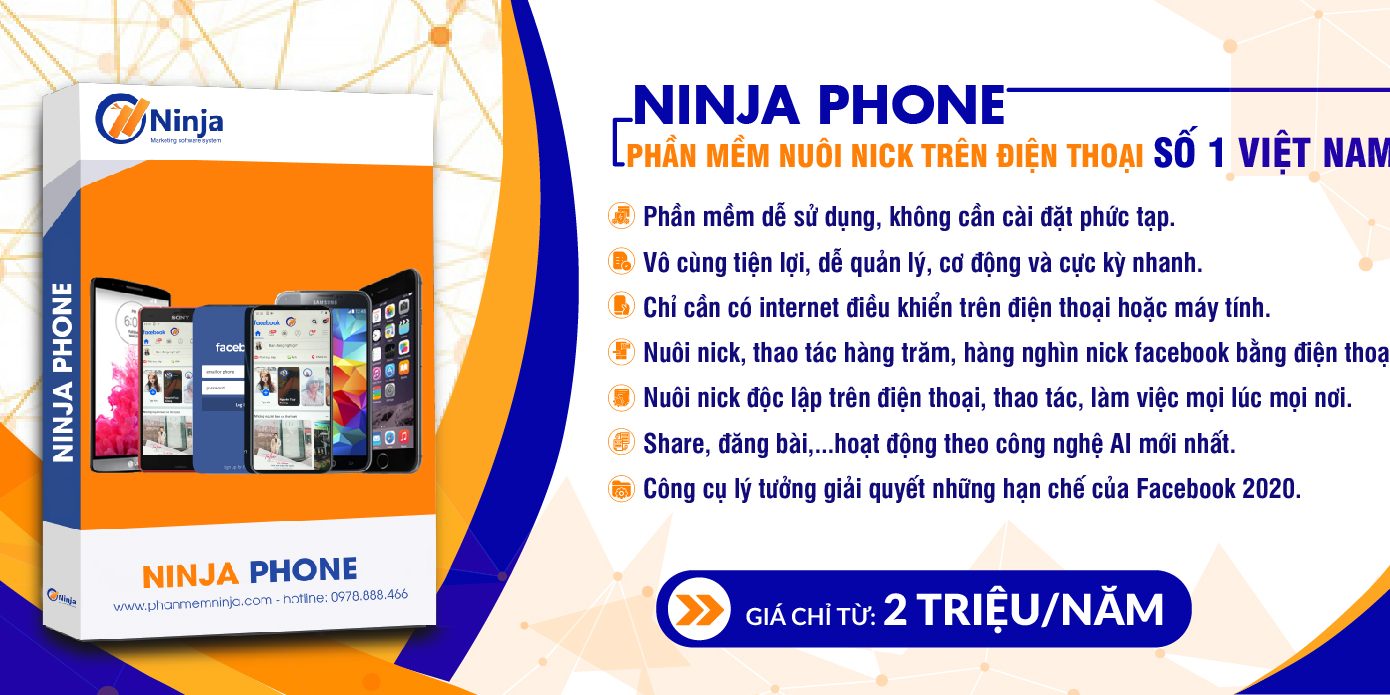 Ninja
Marketing software system
NINJA PHONE
SONY
SAMSUNG
facebook
faceb
email or phone
Ninja
NINJA PHONE
www.phanmemninja.com - hotline: 0978.888.466
NINJA PHONE
PHẦN MỀM NUÔI NICK TRÊN ĐIỆN THOẠI SỐ 1 VIỆT NAM
Phần mềm dễ sử dụng, không cần cài đặt phức tạp.
Vô cùng tiện lợi, dễ quản lý, cơ động và cực kỳ nhanh.
Chỉ cần có internet điều khiển trên điện thoại hoặc máy tính.
Nuôi nick, thao tác hàng trăm, hàng nghìn nick facebook bằng điện thoạ
Nuôi nick độc lập trên điện thoại, thao tác, làm việc mọi lúc mọi nơi.
Share, đăng bài,...hoạt động theo công nghệ AI mới nhất.
Công cụ lý tưởng giải quyết những hạn chế của Facebook 2020.
GIÁ CHỈ TỪ: 2 TRIỆU/NĂM